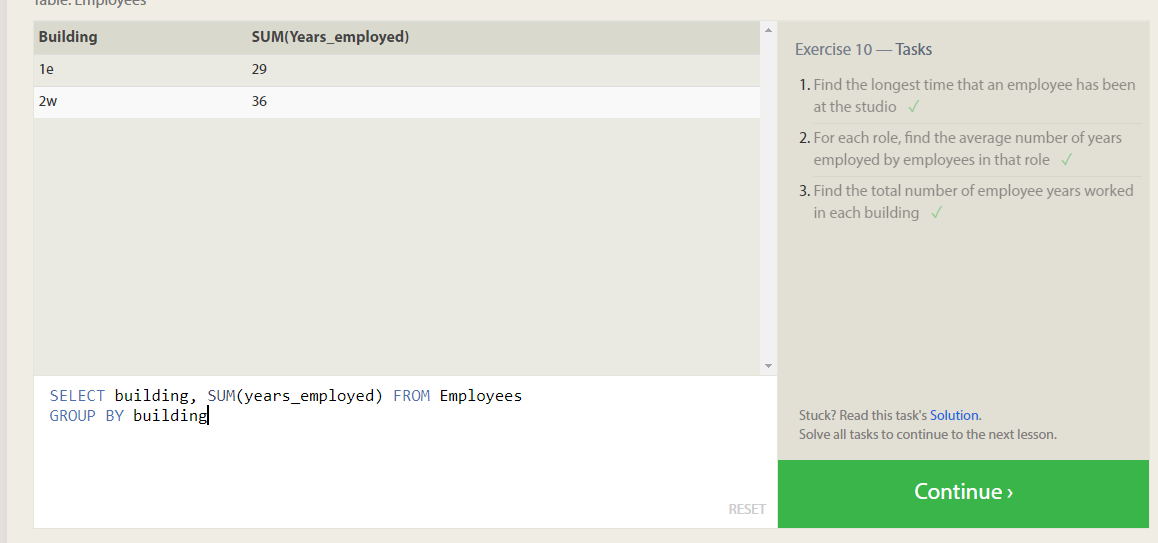 Table: Employees
Building SUM(Years_employed)
1e 29
2w 36
SELECT building, SUM(years_employed) FROM Employees
GROUP BY building
RESET
Exercise 10 — Tasks
1. Find the longest time that an employee has been
at the studio ✓
2. For each role, find the average number of years
employed by employees in that role ✓
3. Find the total number of employee years worked
in each building ✓
Stuck? Read this task's Solution.
Solve all tasks to continue to the next lesson.
Continue ›